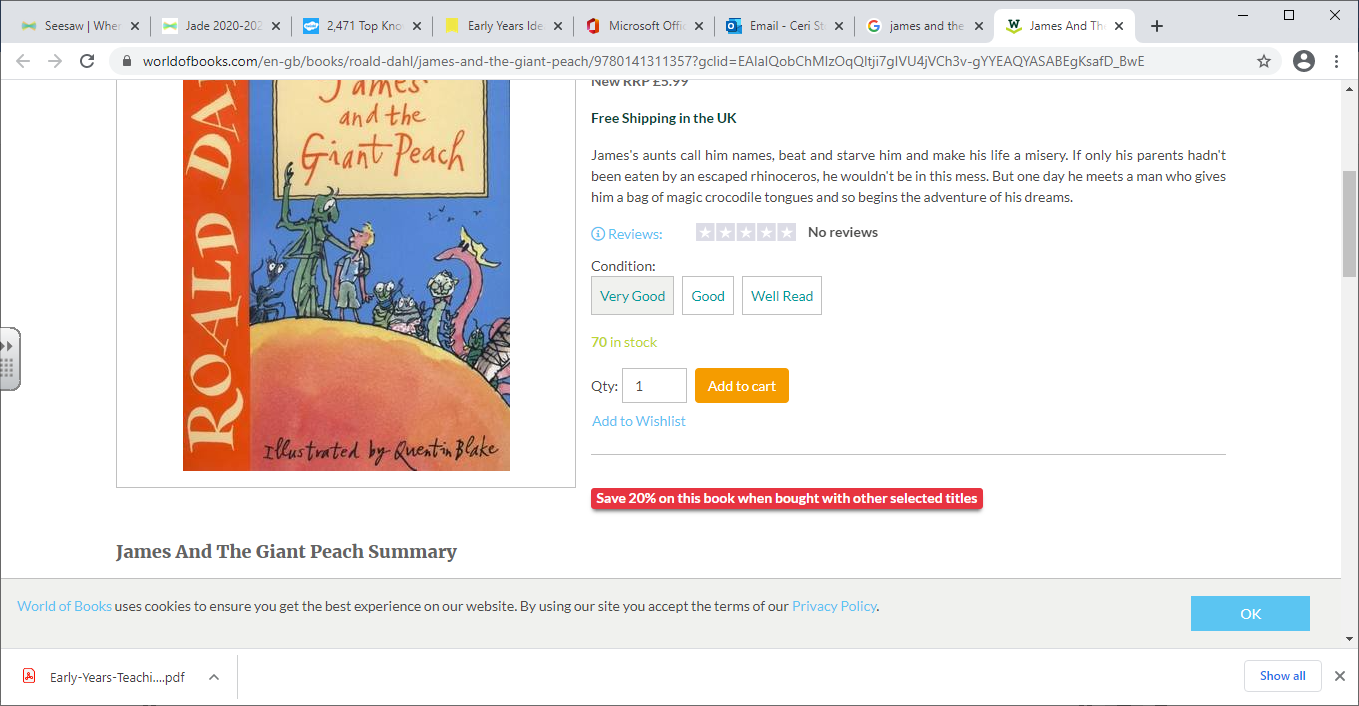 Seesaw | Wher
Jade 2020-202
2,471 Top Kno
Early Years Ide
Microsoft Offic
Email - Ceri St
james and the
James And The
worldofbooks.com/en-gb/books/roald-dahl/james-and-the-giant-peach/9780141311357?gclid=EAIaIQobChMIzOqQltji7gIVU4jVCh3v-gYYEAQYASABEgKsafD_BwE
ROALD DA
James
and the
Giant Peach
Illustrated by Quentin Blake
New RRP £5.99
Free Shipping in the UK
James's aunts call him names, beat and starve him and make his life a misery. If only his parents hadn't
been eaten by an escaped rhinoceros, he wouldn't be in this mess. But one day he meets a man who gives
him a bag of magic crocodile tongues and so begins the adventure of his dreams.
Reviews: No reviews
Condition:
Very Good Good Well Read
70 in stock
Qty: 1 Add to cart
Add to Wishlist
Save 20% on this book when bought with other selected titles
James And The Giant Peach Summary
World of Books uses cookies to ensure you get the best experience on our website. By using our site you accept the terms of our Privacy Policy.
OK
Early-Years-Teachi....pdf
Show all